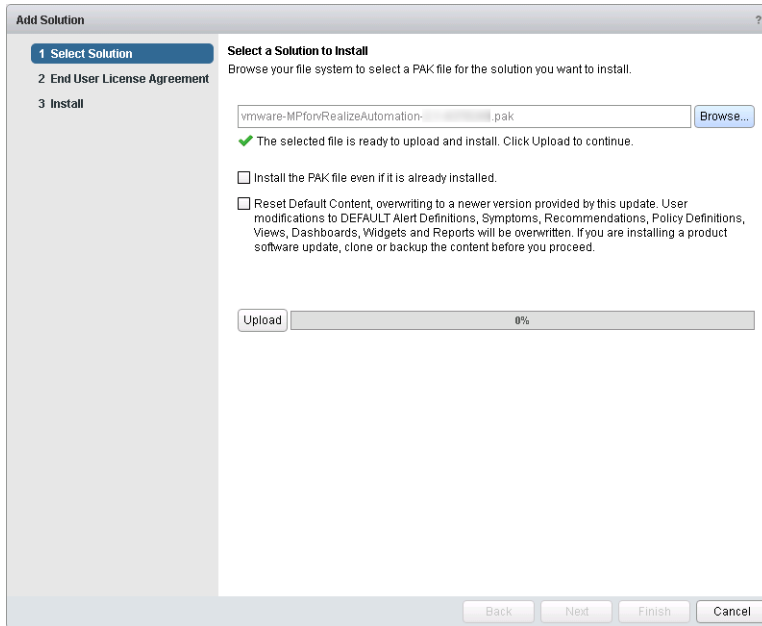 Add Solution
?
1 Select Solution
2 End User License Agreement
3 Install
Select a Solution to Install
Browse your file system to select a PAK file for the solution you want to install.
vmware-MPforvRealizeAutomation- .pak
Browse...
The selected file is ready to upload and install. Click Upload to continue.
Install the PAK file even if it is already installed.
Reset Default Content, overwriting to a newer version provided by this update. User
modifications to DEFAULT Alert Definitions, Symptoms, Recommendations, Policy Definitions,
Views, Dashboards, Widgets and Reports will be overwritten. If you are installing a product
software update, clone or backup the content before you proceed.
Upload
0%
Back
Next
Finish
Cancel